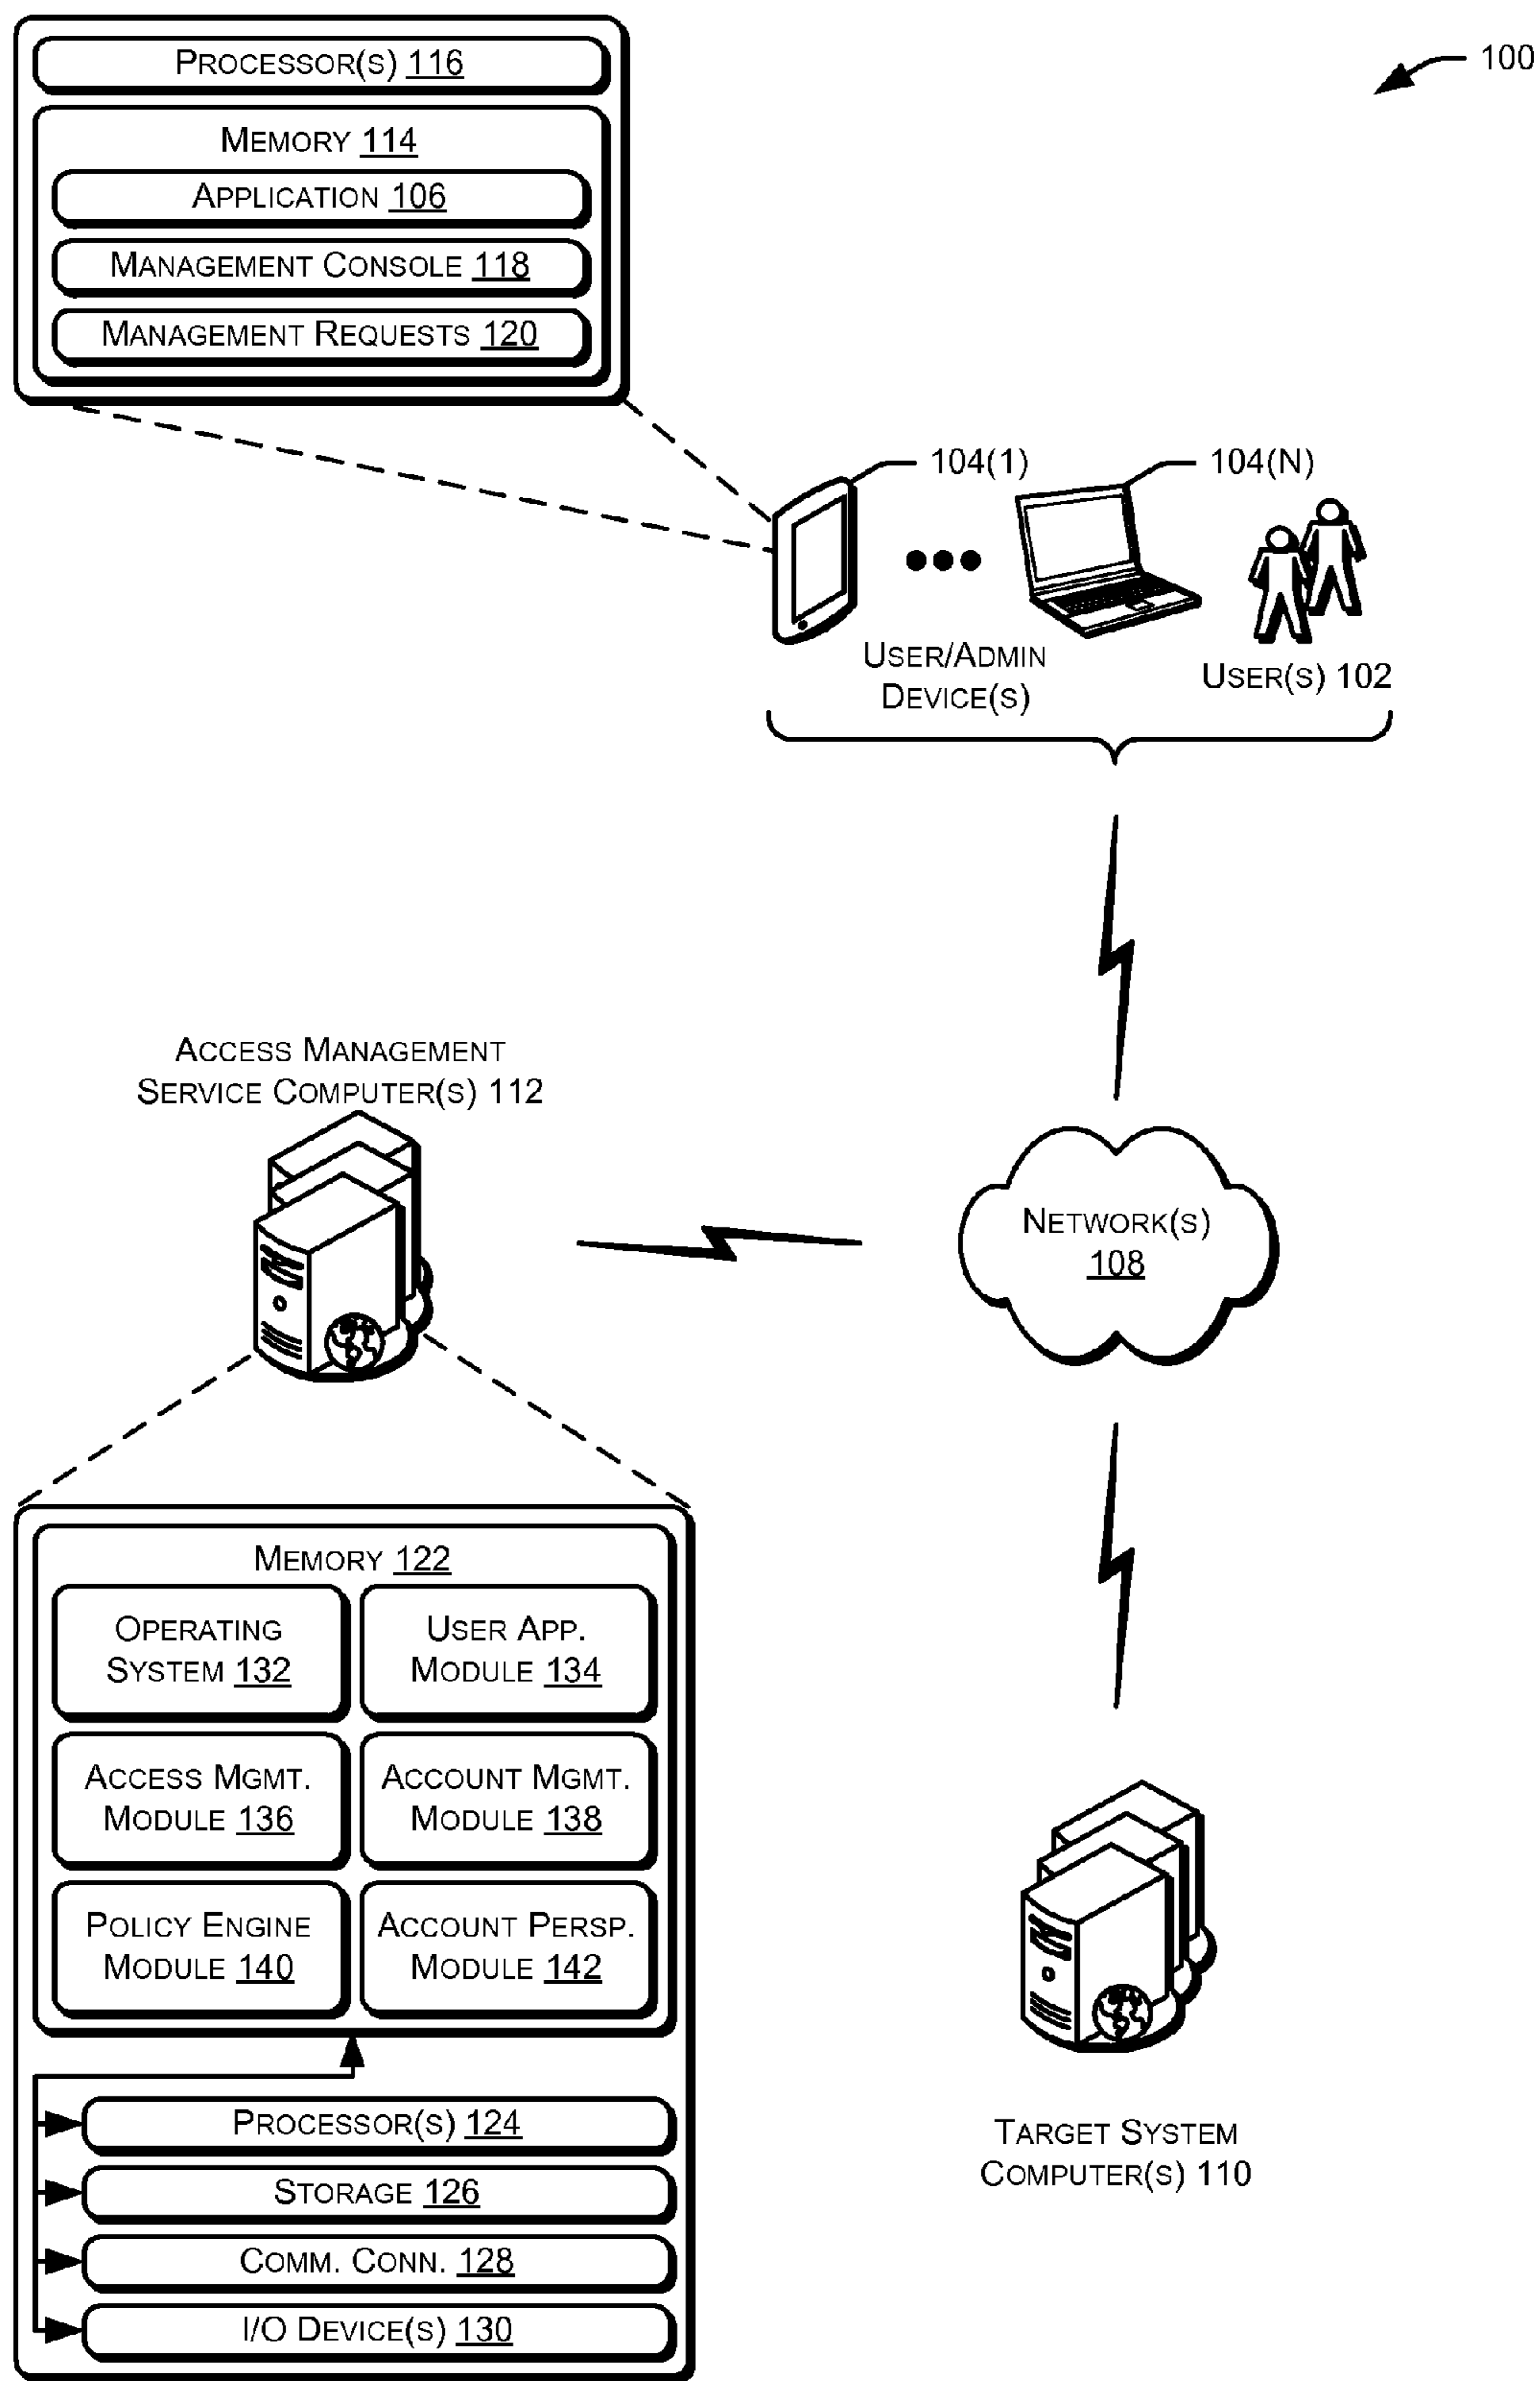 PROCESSOR(S) 116
100
MEMORY 114
APPLICATION 106
MANAGEMENT CONSOLE 118
MANAGEMENT REQUESTS 120
104(1)
104(N)
USER/ADMIN
DEVICE(S)
USER(S) 102
ACCESS MANAGEMENT
SERVICE COMPUTER(S) 112
NETWORK(S)
108
MEMORY 122
OPERATING
SYSTEM 132
USER APP.
MODULE 134
ACCESS MGMT.
MODULE 136
ACCOUNT MGMT.
MODULE 138
POLICY ENGINE
MODULE 140
ACCOUNT PERSP.
MODULE 142
PROCESSOR(S) 124
STORAGE 126
COMM. CONN. 128
I/O DEVICE(S) 130
TARGET SYSTEM
COMPUTER(S) 110